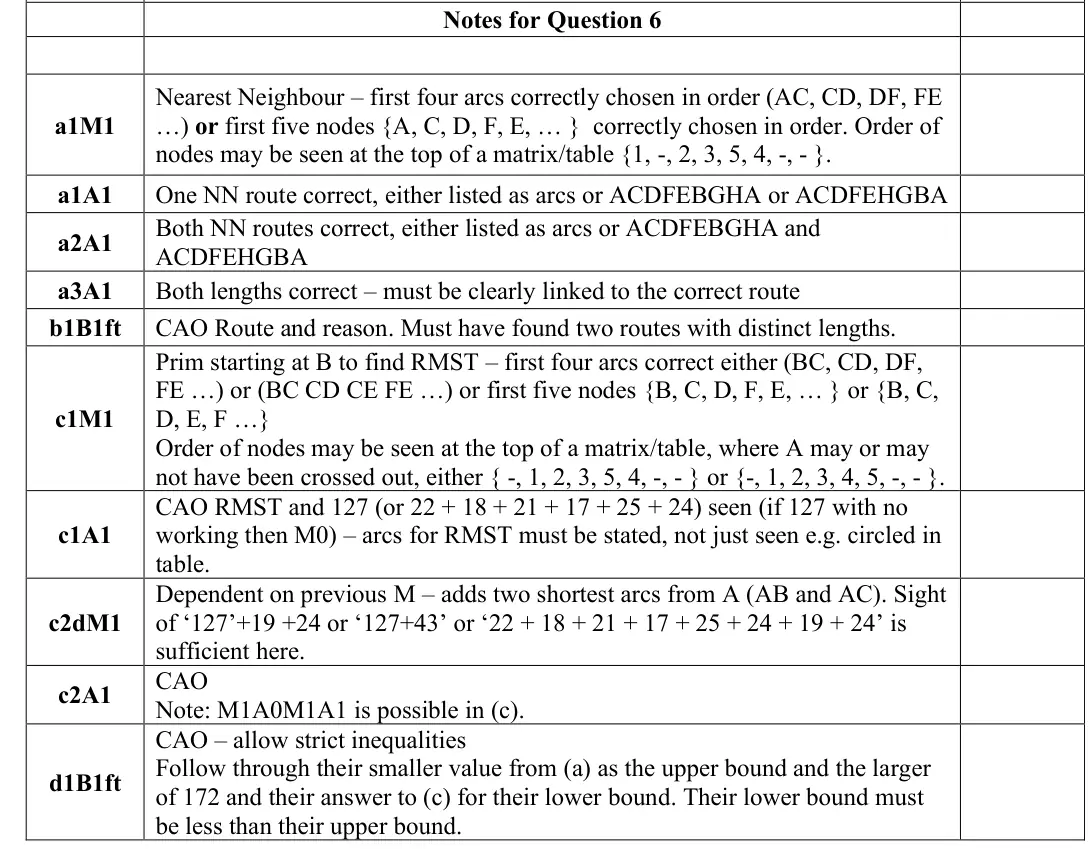 Notes for Question 6
a1M1
Nearest Neighbour – first four arcs correctly chosen in order (AC, CD, DF, FE
…) or first five nodes {A, C, D, F, E, … }  correctly chosen in order. Order of
nodes may be seen at the top of a matrix/table {1, -, 2, 3, 5, 4, -, - }.
a1A1
One NN route correct, either listed as arcs or ACDFEBGHA or ACDFEHGBA
a2A1
Both NN routes correct, either listed as arcs or ACDFEBGHA and
ACDFEHGBA
a3A1
Both lengths correct – must be clearly linked to the correct route
b1B1ft
CAO Route and reason. Must have found two routes with distinct lengths.
c1M1
Prim starting at B to find RMST – first four arcs correct either (BC, CD, DF,
FE …) or (BC CD CE FE …) or first five nodes {B, C, D, F, E, … } or {B, C,
D, E, F …}
Order of nodes may be seen at the top of a matrix/table, where A may or may
not have been crossed out, either { -, 1, 2, 3, 5, 4, -, - } or {-, 1, 2, 3, 4, 5, -, - }.
c1A1
CAO RMST and 127 (or 22 + 18 + 21 + 17 + 25 + 24) seen (if 127 with no
working then M0) – arcs for RMST must be stated, not just seen e.g. circled in
table.
c2dM1
Dependent on previous M – adds two shortest arcs from A (AB and AC). Sight
of ‘127’+19 +24 or ‘127+43’ or ‘22 + 18 + 21 + 17 + 25 + 24 + 19 + 24’ is
sufficient here.
c2A1
CAO
Note: M1A0M1A1 is possible in (c).
d1B1ft
CAO – allow strict inequalities
Follow through their smaller value from (a) as the upper bound and the larger
of 172 and their answer to (c) for their lower bound. Their lower bound must
be less than their upper bound.